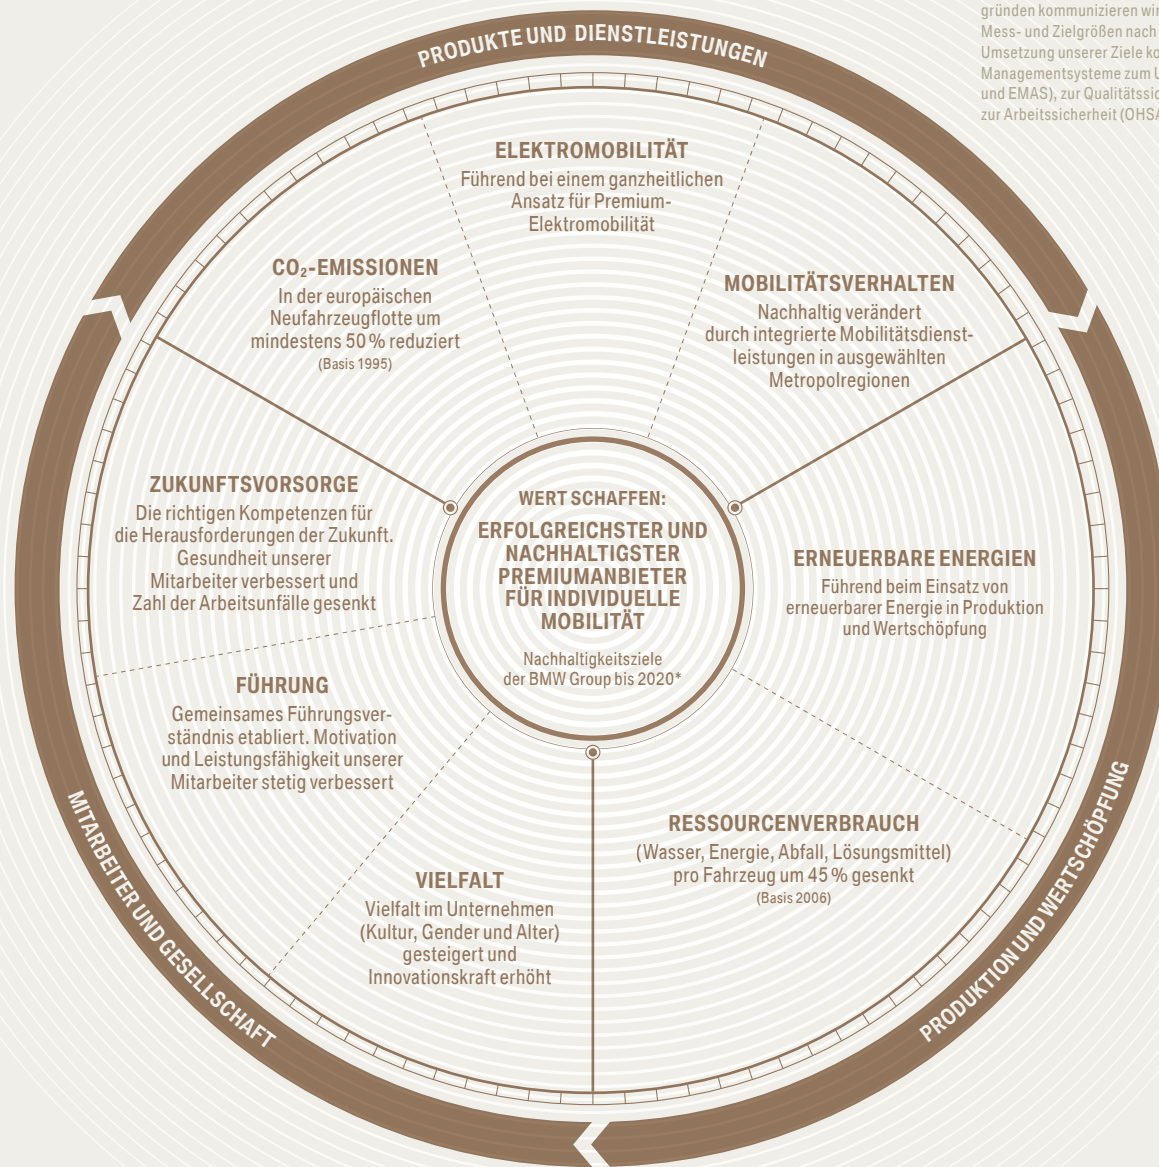 gründen kommunizieren wir
Mess- und Zielgrößen nach
Umsetzung unserer Ziele
Managementsysteme zum
und EMAS), zur
zur Arbeitssicherheit
PRODUKTE UND DIENSTLEISTUNGEN
ELEKTROMOBILITÄT
Führend bei einem ganzheitlichen
Ansatz für Premium-
Elektromobilität
CO₂-EMISSIONEN
In der europäischen
Neufahrzeugflotte um
mindestens 50 % reduziert
(Basis 1995)
MOBILITÄTSVERHALTEN
Nachhaltig verändert
durch integrierte Mobilitätsdienst-
leistungen in ausgewählten
Metropolregionen
ZUKUNFTSVORSORGE
Die richtigen Kompetenzen für
die Herausforderungen der Zukunft.
Gesundheit unserer
Mitarbeiter verbessert und
Zahl der Arbeitsunfälle gesenkt
WERT SCHAFFEN:
ERFOLGREICHSTER UND
NACHHALTIGSTER
PREMIUMANBIETER
FÜR INDIVIDUELLE
MOBILITÄT
Nachhaltigkeitsziele
der BMW Group bis 2020*
ERNEUERBARE ENERGIEN
Führend beim Einsatz von
erneuerbarer Energie in Produktion
und Wertschöpfung
FÜHRUNG
Gemeinsames Führungsver-
ständnis etabliert. Motivation
und Leistungsfähigkeit unserer
Mitarbeiter stetig verbessert
RESSOURCENVERBRAUCH
(Wasser, Energie, Abfall, Lösungsmittel)
pro Fahrzeug um 45 % gesenkt
(Basis 2006)
VIELFALT
Vielfalt im Unternehmen
(Kultur, Gender und Alter)
gesteigert und
Innovationskraft erhöht
MITARBEITER UND GESELLSCHAFT
PRODUKTION UND WERTSCHÖPFUNG